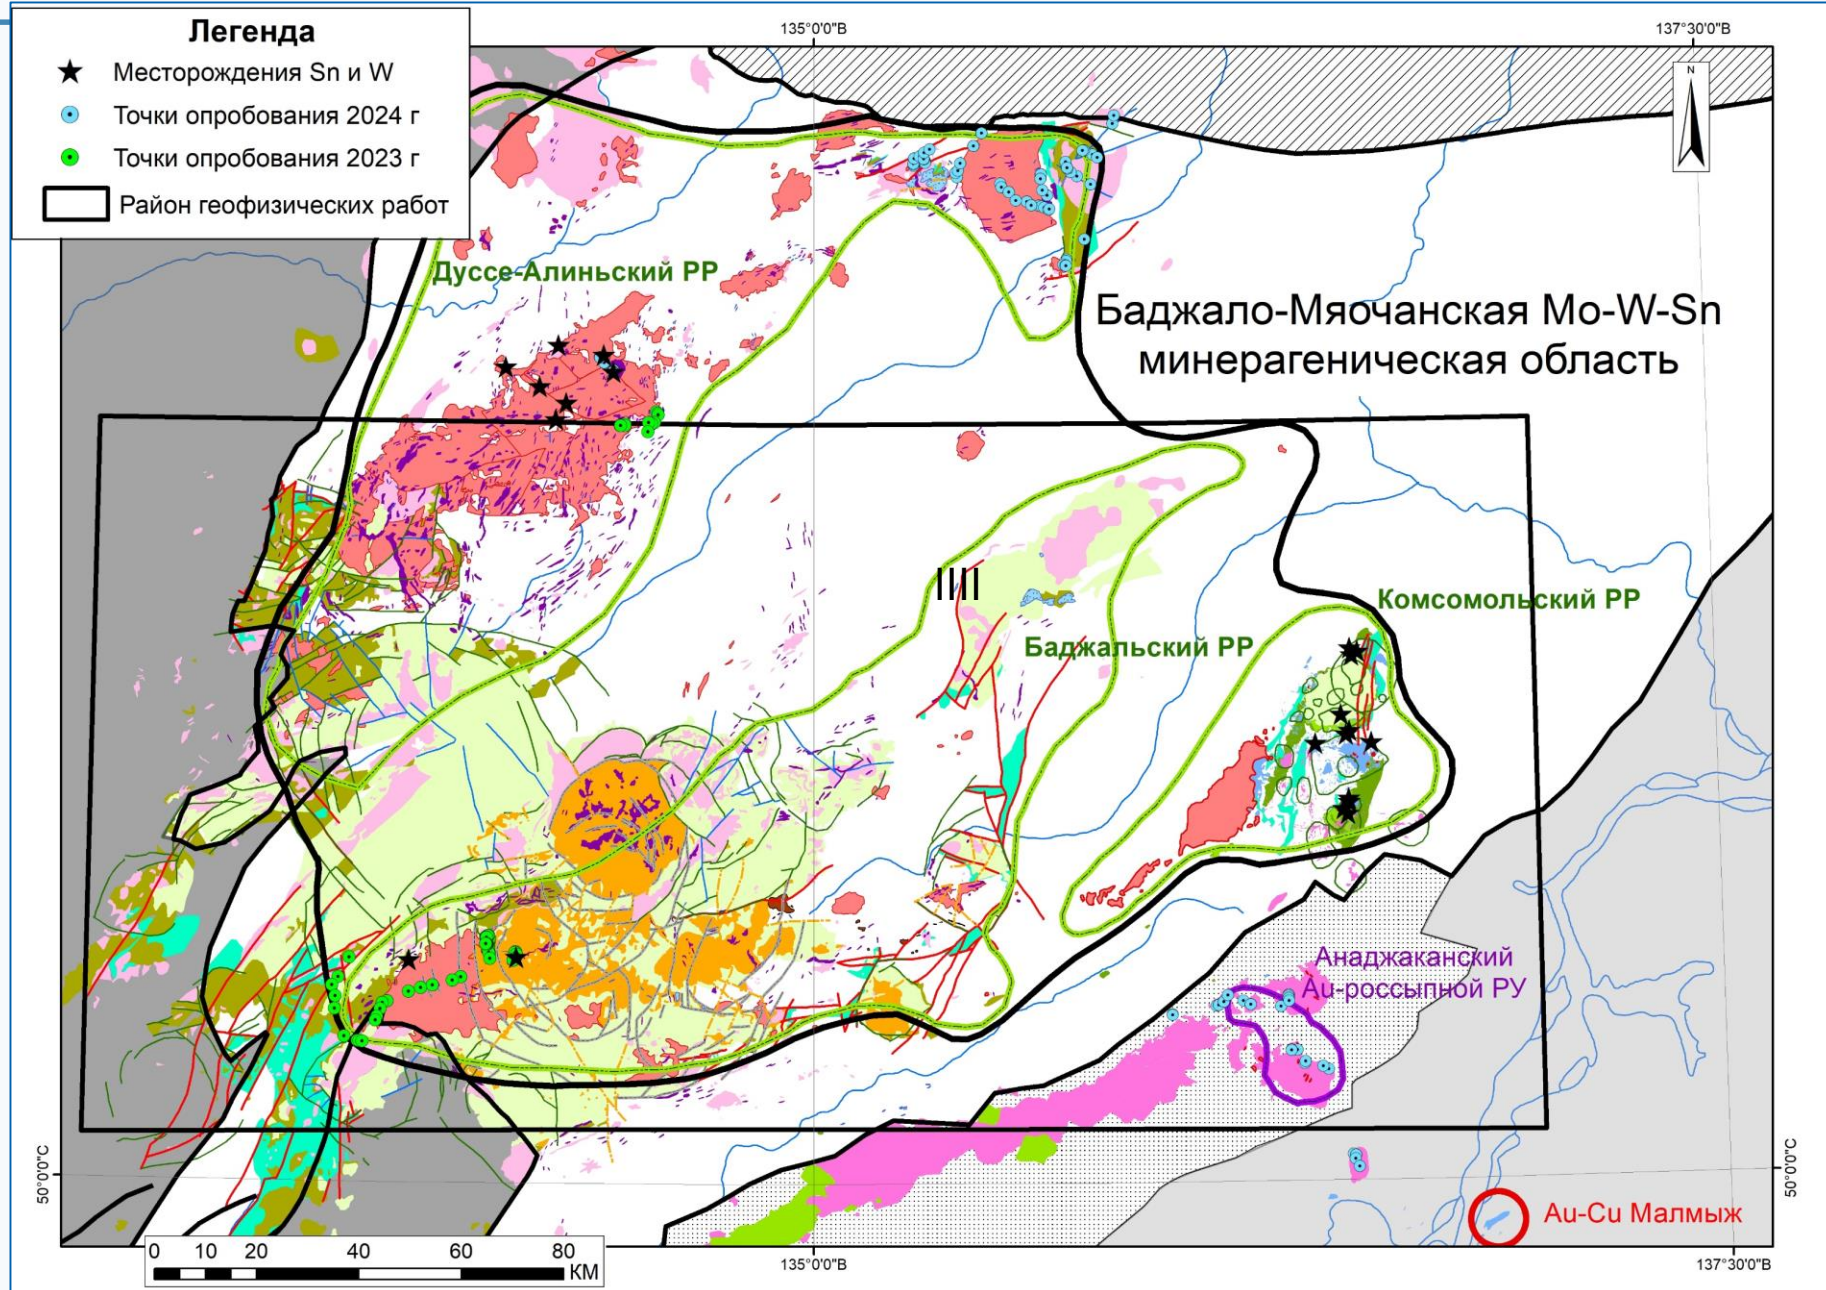 Легенда
Месторождения Sn и W
Точки опробования 2024 г
Точки опробования 2023 г
Район геофизических работ
135°0'0"В
137°30'0"В
N
Дуссе-Алиньский РР
Баджало-Мяочанская Mo-W-Sn
минерагеническая область
Комсомольский РР
Баджальский РР
Анаджаканский
Au-россыпной РУ
50°0'0"С
50°0'0"С
Au-Cu Малмыж
0 10 20 40 60 80
КМ
135°0'0"В
137°30'0"В